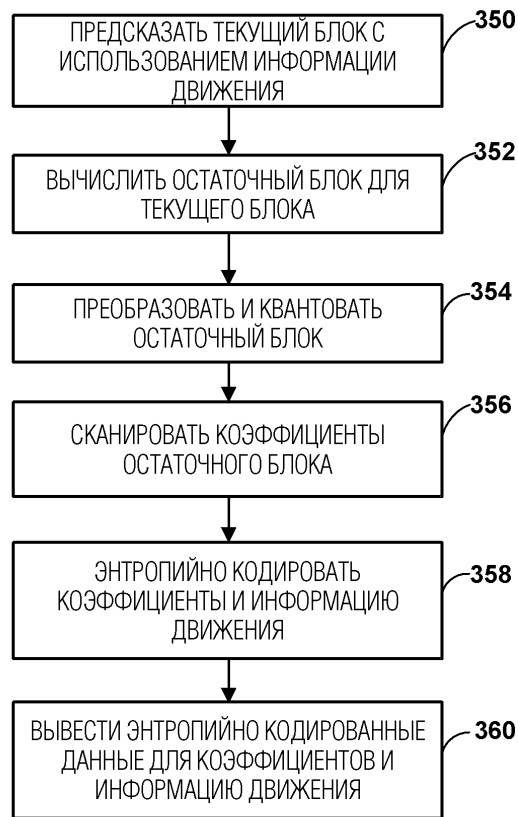 ПРЕДСКАЗАТЬ ТЕКУЩИЙ БЛОК С
ИСПОЛЬЗОВАНИЕМ ИНФОРМАЦИИ
ДВИЖЕНИЯ
350
ВЫЧИСЛИТЬ ОСТАТОЧНЫЙ БЛОК ДЛЯ
ТЕКУЩЕГО БЛОКА
352
ПРЕОБРАЗОВАТЬ И КВАНТОВАТЬ
ОСТАТОЧНЫЙ БЛОК
354
СКАНИРОВАТЬ КОЭФФИЦИЕНТЫ
ОСТАТОЧНОГО БЛОКА
356
ЭНТРОПИЙНО КОДИРОВАТЬ
КОЭФФИЦИЕНТЫ И ИНФОРМАЦИЮ
ДВИЖЕНИЯ
358
ВЫВЕСТИ ЭНТРОПИЙНО КОДИРОВАННЫЕ
ДАННЫЕ ДЛЯ КОЭФФИЦИЕНТОВ И
ИНФОРМАЦИЮ ДВИЖЕНИЯ
360